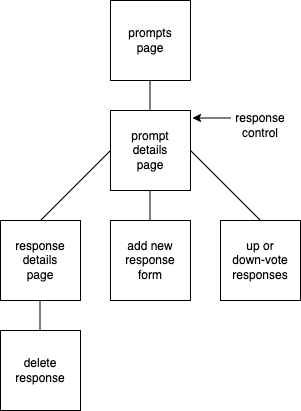 prompts
page
prompt
details
page
response
control
response
details
page
add new
response
form
up or
down-vote
responses
delete
response